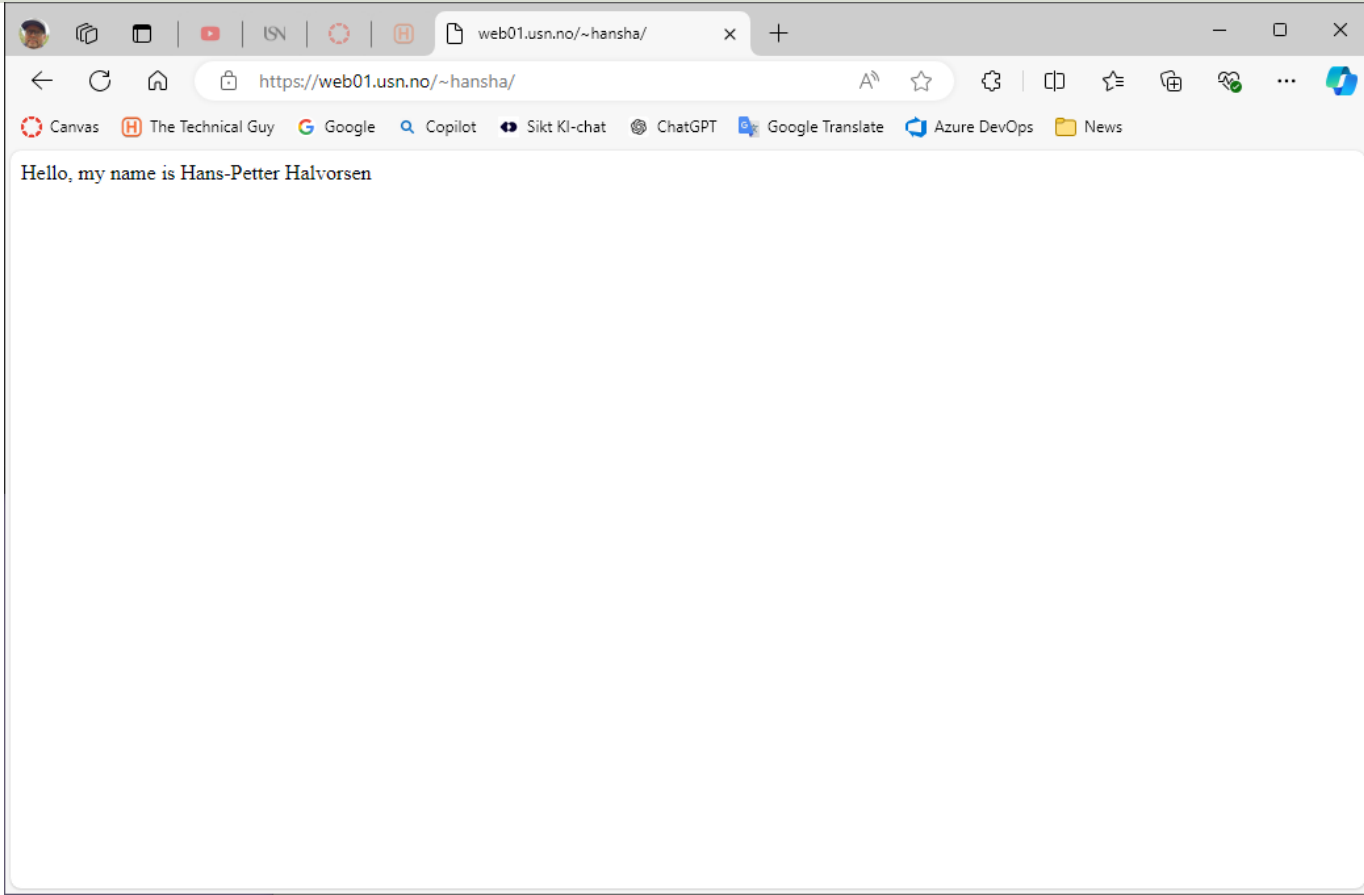 USN web01.usn.no/~hansha/
https://web01.usn.no/~hansha/
Canvas H The Technical Guy Google Copilot Sikt KI-chat ChatGPT Google Translate Azure DevOps News
Hello, my name is Hans-Petter Halvorsen